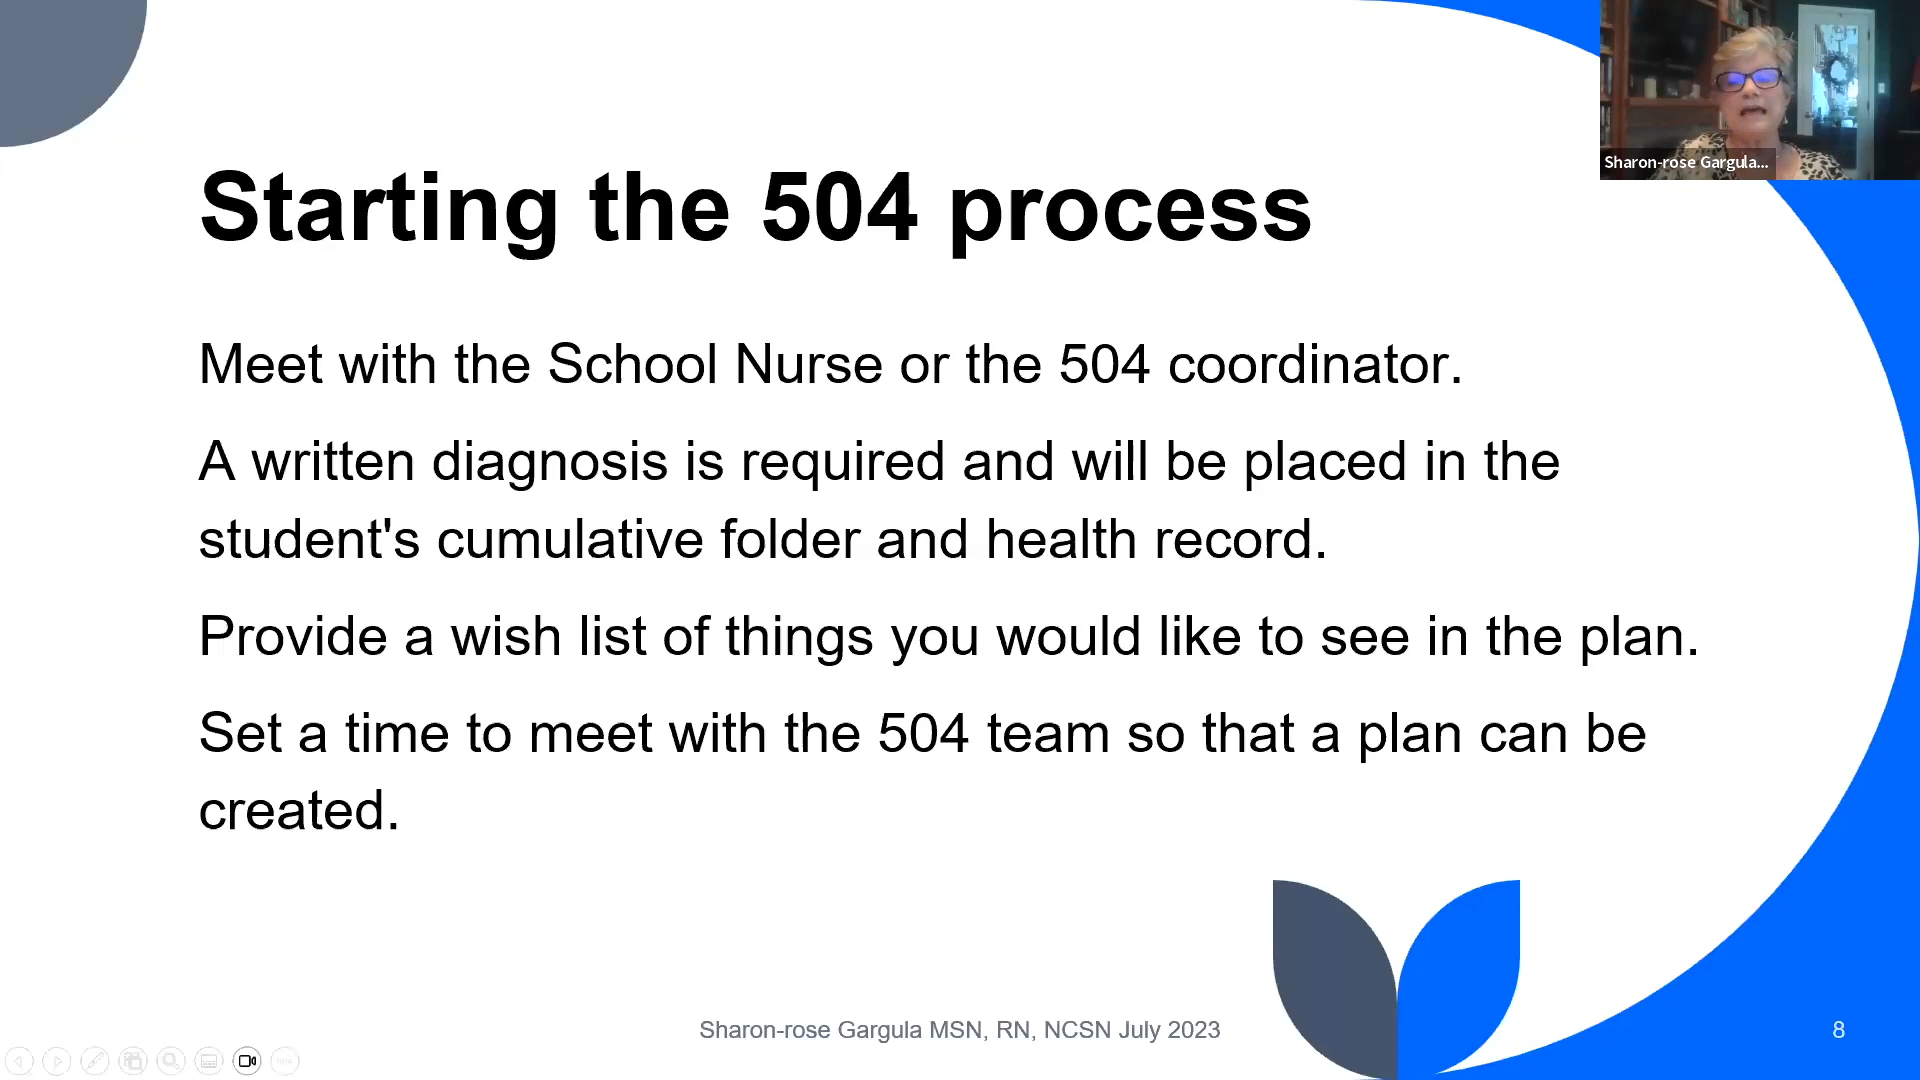 Sharon-rose Gargula...
Starting the 504 process
Meet with the School Nurse or the 504 coordinator.
A written diagnosis is required and will be placed in the
student's cumulative folder and health record.
Provide a wish list of things you would like to see in the plan.
Set a time to meet with the 504 team so that a plan can be
created.
Sharon-rose Gargula MSN, RN, NCSN July 2023
8